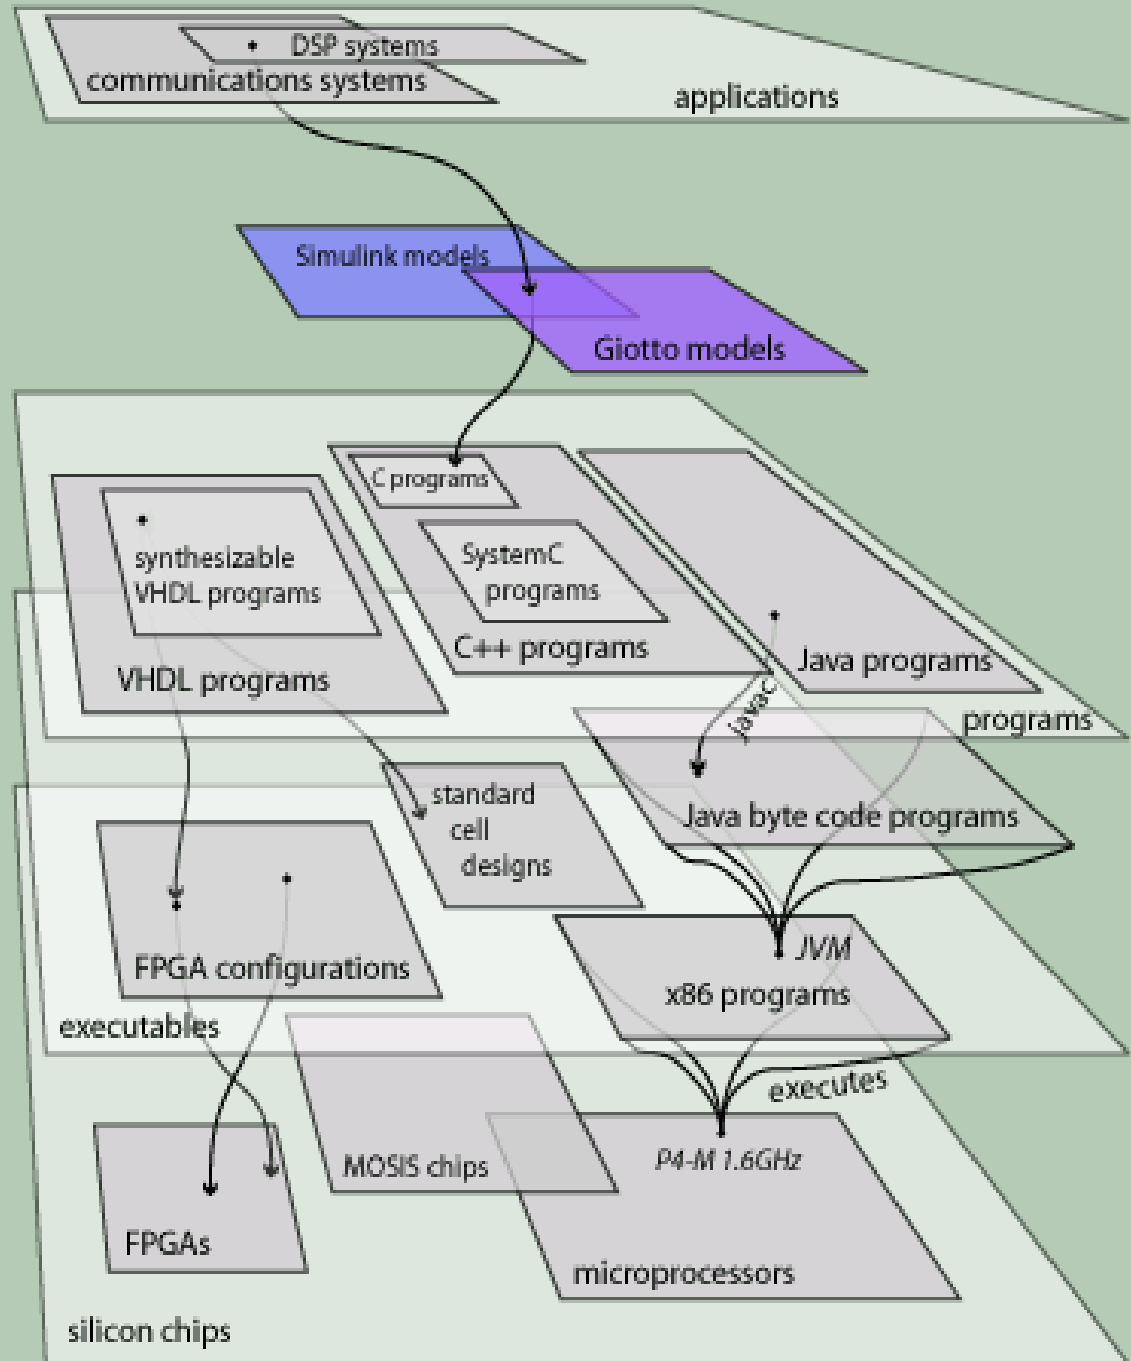 DSP systems
communications systems
applications
Simulink models
Giotto models
C programs
synthesizable
VHDL programs
SystemC
programs
C++ programs
Java programs
VHDL programs
javac
programs
standard
cell
designs
Java byte code programs
JVM
FPGA configurations
x86 programs
executables
executes
MOSIS chips
P4-M 1.6GHz
FPGAs
microprocessors
silicon chips